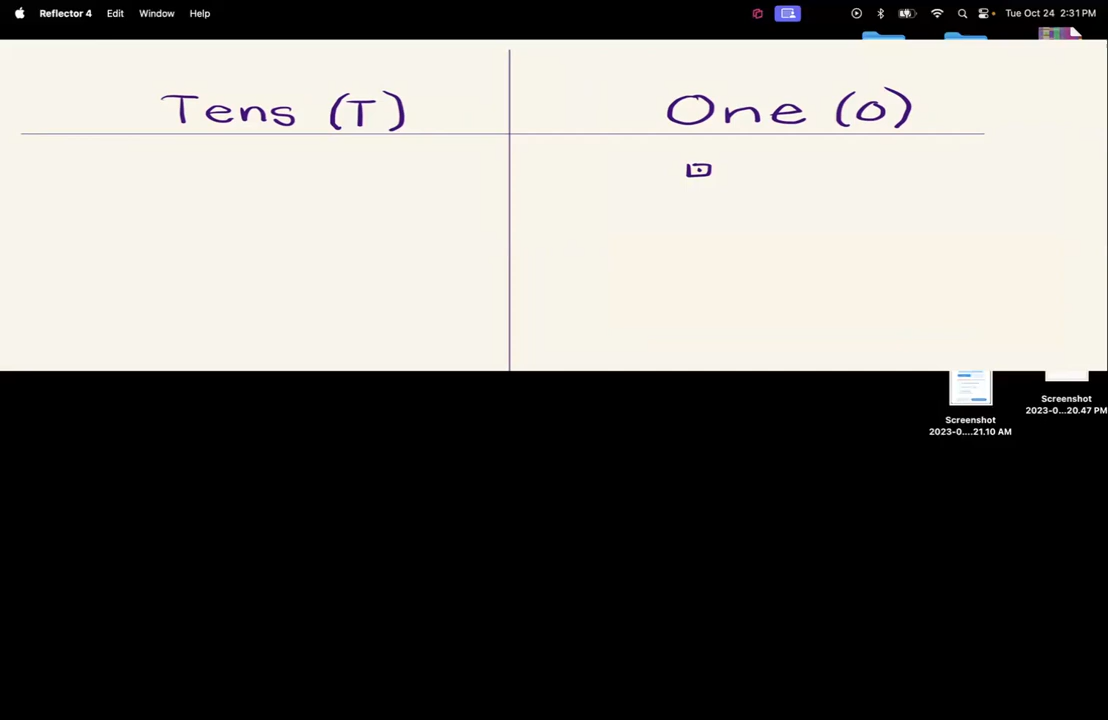 Reflector 4 Edit Window Help Tue Oct 24 2:31 PM
Tens (T) One (O)
Screenshot
2023-0...20.47 PM
Screenshot
2023-0....21.10 AM